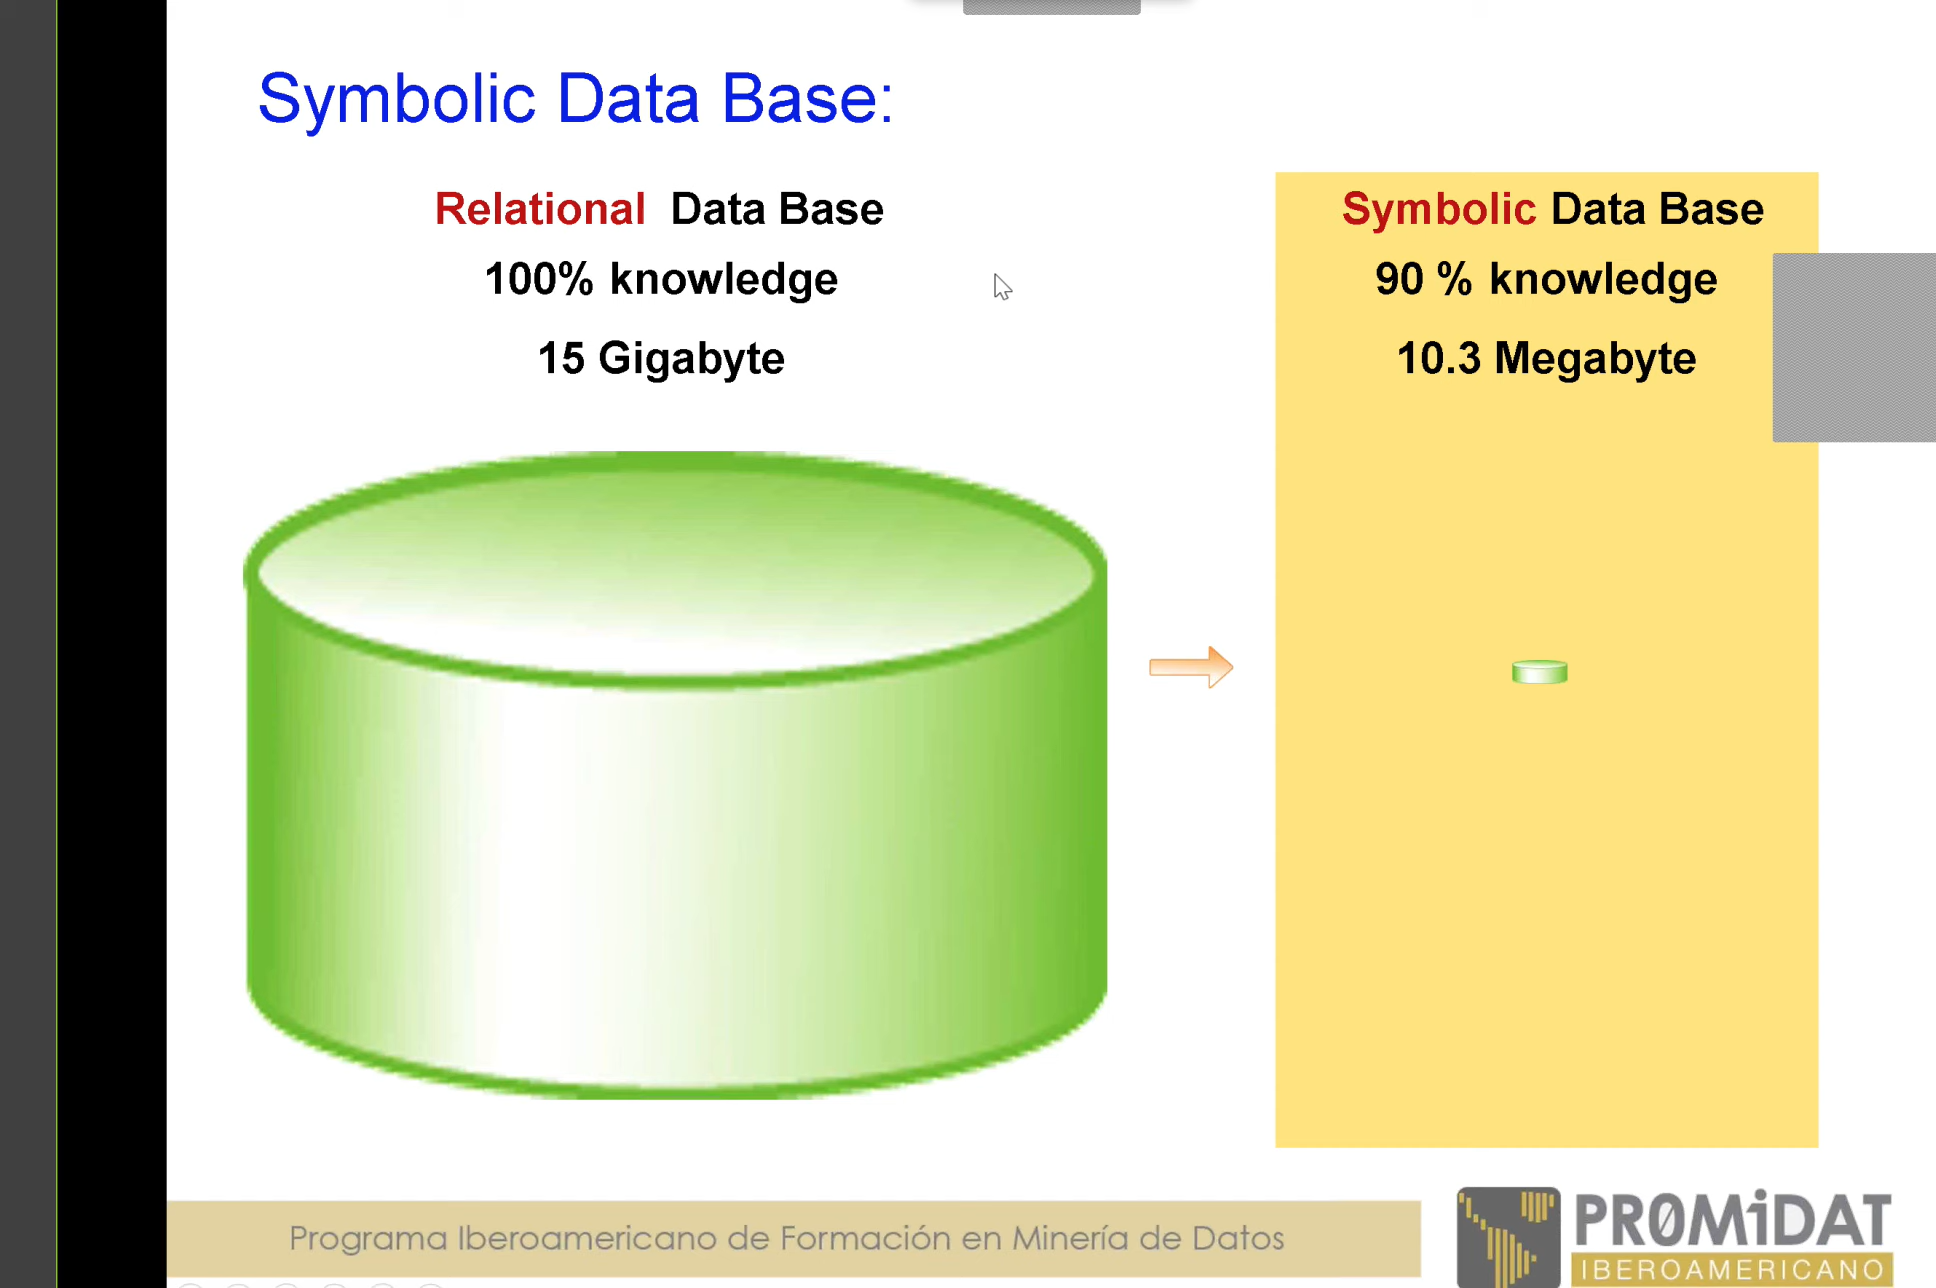 Symbolic Data Base:
Relational Data Base
100% knowledge
15 Gigabyte
Symbolic Data Base
90 % knowledge
10.3 Megabyte
Programa Iberoamericano de Formación en Minería de Datos
PR0MiDAT
IBEROAMERICANO